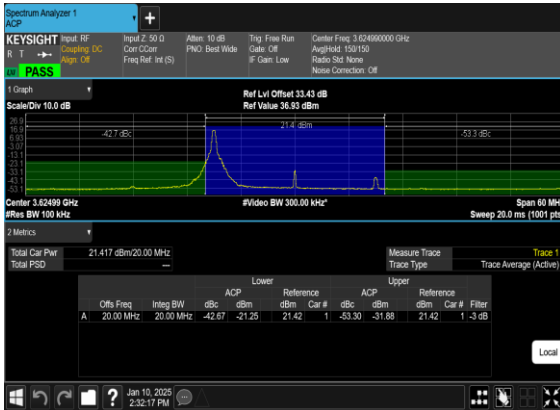 Spectrum Analyzer 1
ACP
KEYSIGHT Input: RF Input Z: 50 Ω Atten: 10 dB Trig: Free Run Center Freq: 3.624990000 GHz
R T Coupling: DC Corr CCorr PNO: Best Wide Gate: Off Avg|Hold: 150/150
Align: Off Freq Ref: Int (S) IF Gain: Low Radio Std: None
LXI PASS Noise Correction: Off
1 Graph
Scale/Div 10.0 dB Ref Lvl Offset 33.43 dB
Ref Value 36.93 dBm
26.9
16.9
6.93
-3.07
-13.1
-23.1
-33.1
-43.1
-53.1
-42.7 dBc 21.4 dBm -53.3 dBc
Center 3.62499 GHz #Video BW 300.00 kHz* Span 60 MH
#Res BW 100 kHz Sweep 20.0 ms (1001 pts
2 Metrics
Total Car Pwr 21.417 dBm/20.00 MHz Measure Trace Trace 1
Total PSD --- Trace Type Trace Average (Active)
Lower Upper
ACP Reference ACP Reference
Offs Freq Integ BW dBc dBm dBm Car # dBc dBm dBm Car # Filter
A 20.00 MHz 20.00 MHz -42.67 -21.25 21.42 1 -53.30 -31.88 21.42 1 -3 dB
Local
Jan 10, 2025
2:32:17 PM